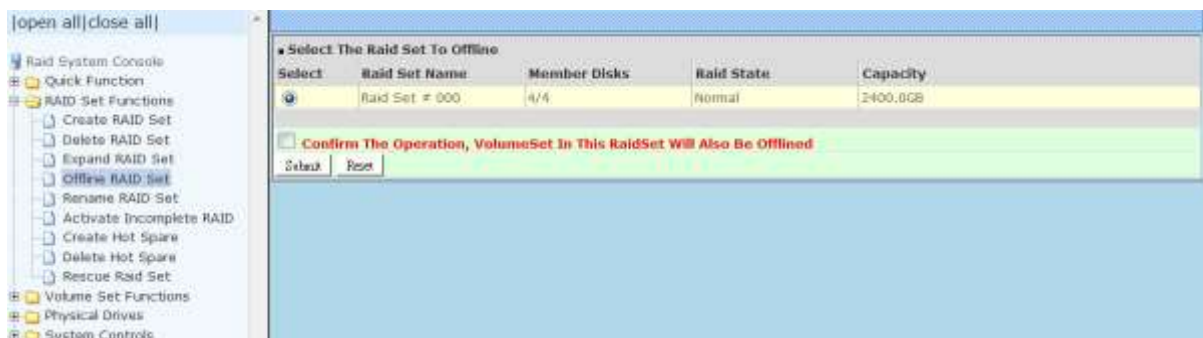 |open all|close all|
Raid System Console
Quick Function
RAID Set Functions
Create RAID Set
Delete RAID Set
Expand RAID Set
Offline RAID Set
Rename RAID Set
Activate Incomplete RAID
Create Hot Spare
Delete Hot Spare
Rescue Raid Set
Volume Set Functions
Physical Drives
System Controls
Select The Raid Set To Offline
Select Raid Set Name Member Disks Raid State Capacity
Raid Set # 000 4/4 Normal 2400.0GB
Confirm The Operation, VolumeSet In This RaidSet Will Also Be Offlined
Submit Reset